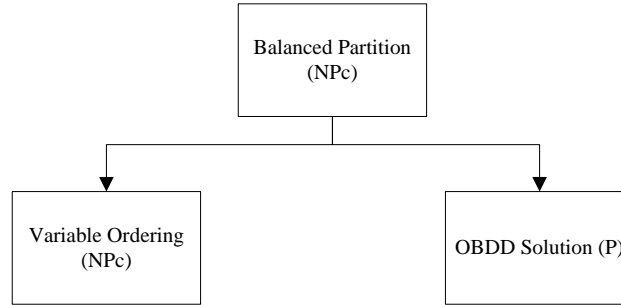 Balanced Partition
(NPc)
Variable Ordering
(NPc)
OBDD Solution (P)